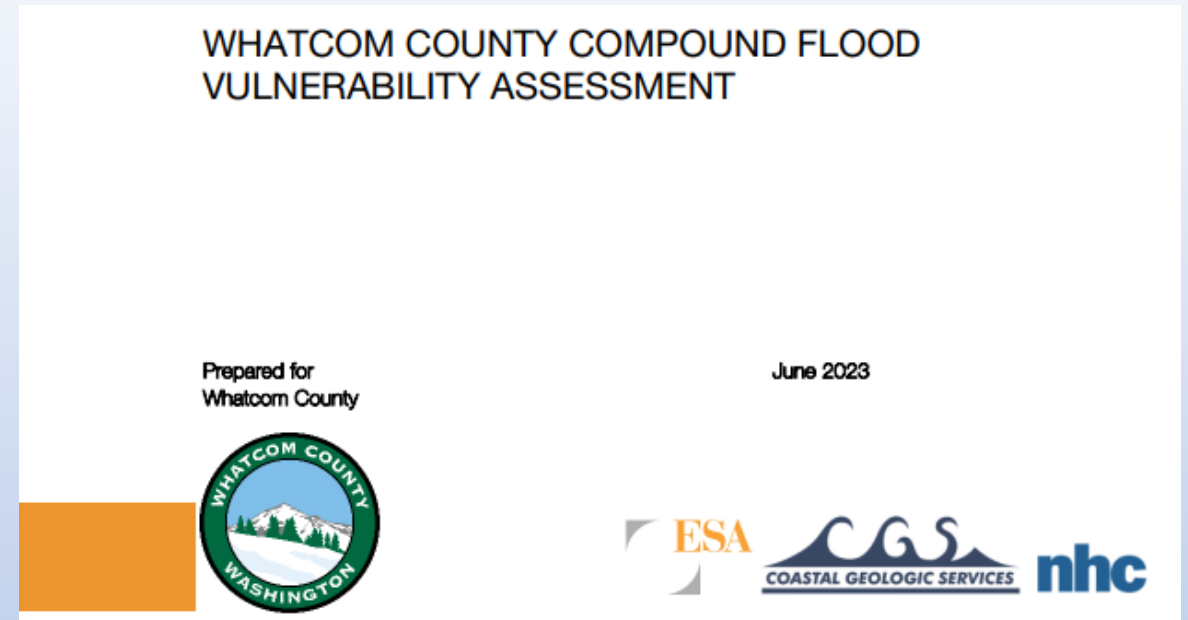 WHATCOM COUNTY COMPOUND FLOOD
VULNERABILITY ASSESSMENT
Prepared for
Whatcom County
June 2023
WHATCOM COUNTY
WASHINGTON
ESA
CGS
COASTAL GEOLOGIC SERVICES
nhc